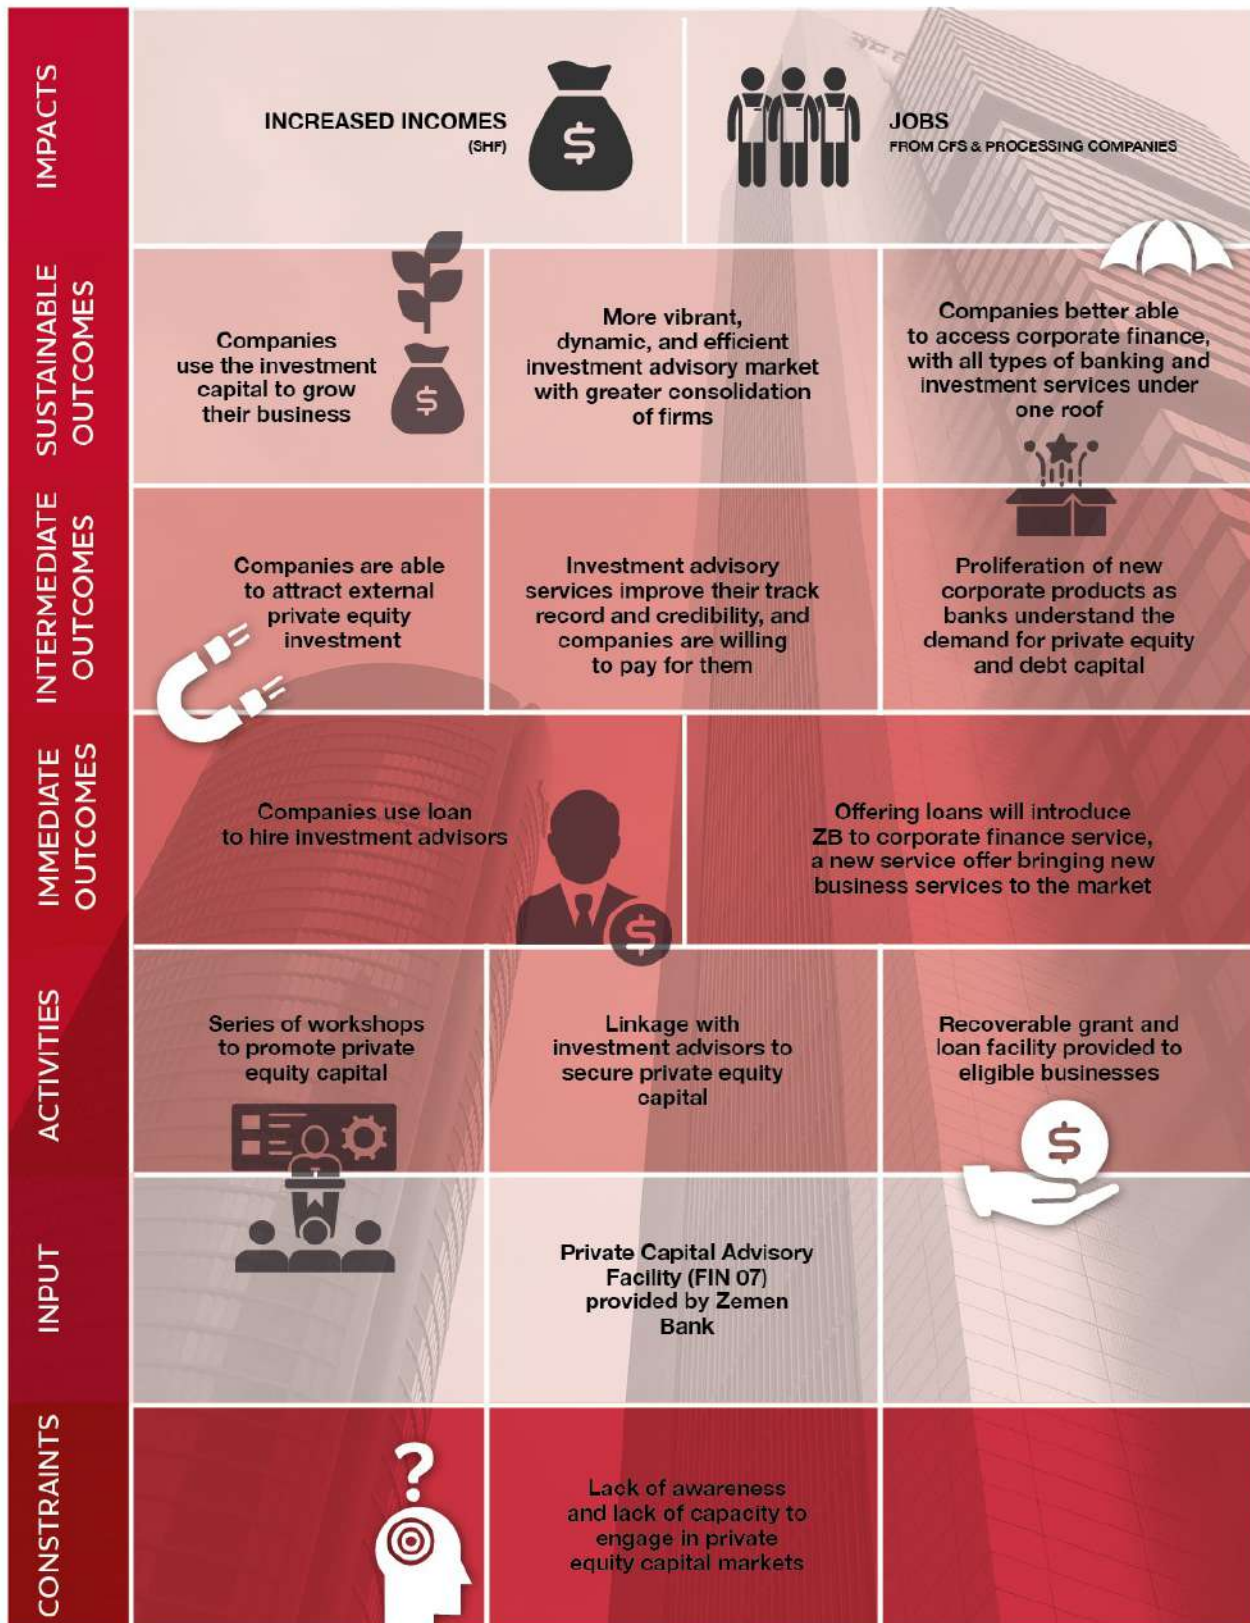 IMPACTS
INCREASED INCOMES
(SHF)
$
JOBS
FROM CFS & PROCESSING COMPANIES
SUSTAINABLE
OUTCOMES
Companies
use the investment
capital to grow
their business
$
More vibrant,
dynamic, and efficient
investment advisory market
with greater consolidation
of firms
Companies better able
to access corporate finance,
with all types of banking and
investment services under
one roof
INTERMEDIATE
OUTCOMES
Companies are able
to attract external
private equity
investment
Investment advisory
services improve their track
record and credibility, and
companies are willing
to pay for them
Proliferation of new
corporate products as
banks understand the
demand for private equity
and debt capital
IMMEDIATE
OUTCOMES
Companies use loan
to hire investment advisors
$
Offering loans will introduce
ZB to corporate finance service,
a new service offer bringing new
business services to the market
ACTIVITIES
Series of workshops
to promote private
equity capital
Linkage with
investment advisors to
secure private equity
capital
Recoverable grant and
loan facility provided to
eligible businesses
$
INPUT
Private Capital Advisory
Facility (FIN 07)
provided by Zemen
Bank
CONSTRAINTS
?
Lack of awareness
and lack of capacity to
engage in private
equity capital markets